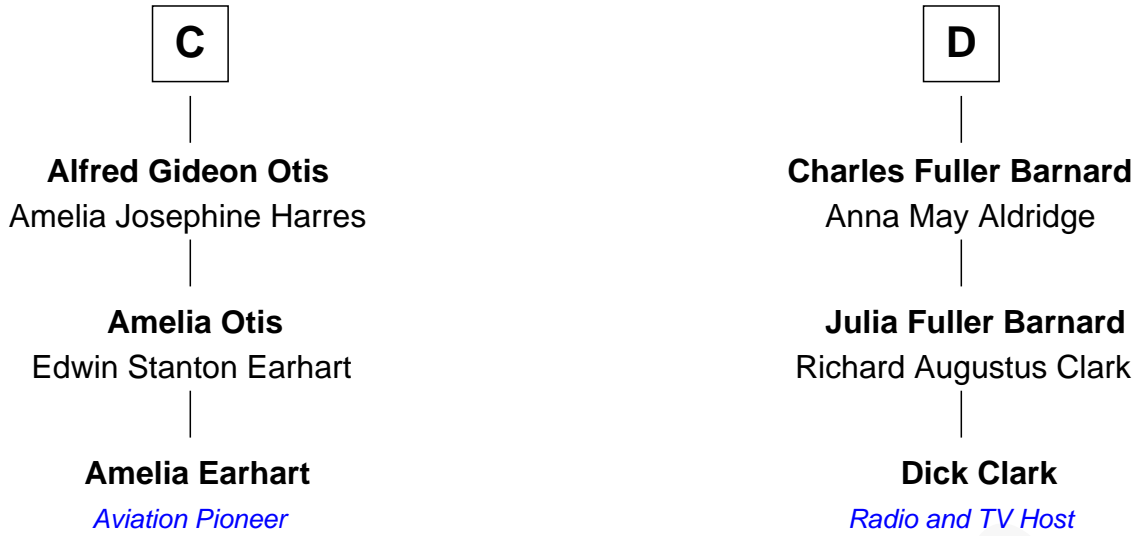 C
Alfred Gideon Otis
Amelia Josephine Harres
Amelia Otis
Edwin Stanton Earhart
Amelia Earhart
Aviation Pioneer
D
Charles Fuller Barnard
Anna May Aldridge
Julia Fuller Barnard
Richard Augustus Clark
Dick Clark
Radio and TV Host